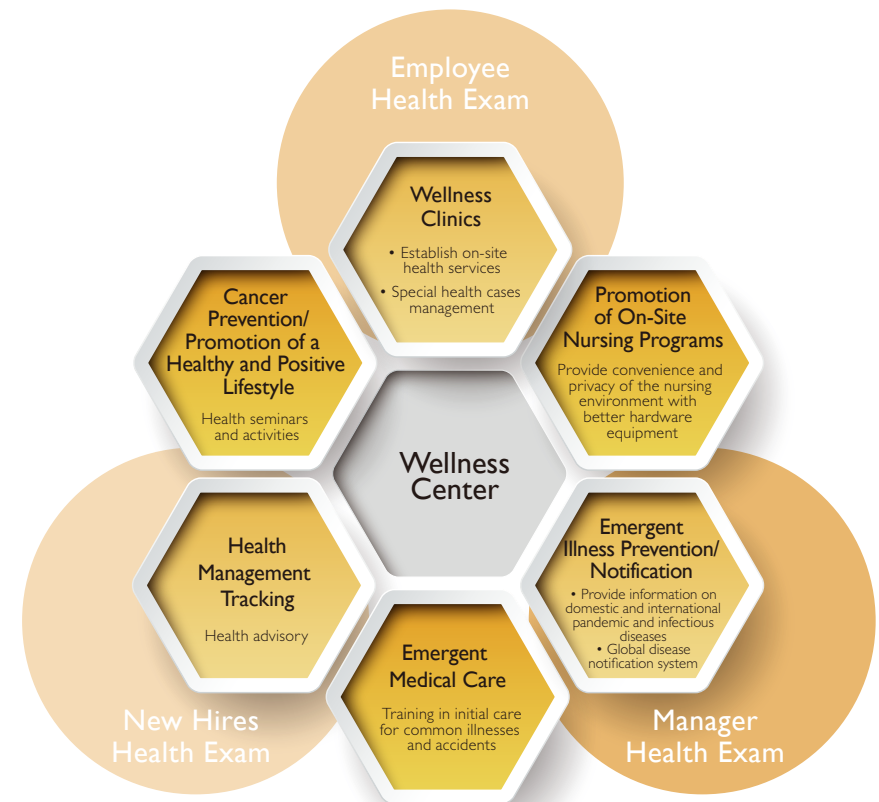 Employee
Health Exam
Wellness
Clinics
• Establish on-site
health services
• Special health cases
management
Cancer
Prevention/
Promotion of a
Healthy and Positive
Lifestyle
Health seminars
and activities
Promotion
of On-Site
Nursing Programs
Provide convenience and
privacy of the nursing
environment with
better hardware
equipment
Wellness
Center
Health
Management
Tracking
Health advisory
Emergent
Illness Prevention/
Notification
• Provide information on
domestic and international
pandemic and infectious
diseases
• Global disease
notification system
Emergent
Medical Care
Training in initial care
for common illnesses
and accidents
New Hires
Health Exam
Manager
Health Exam